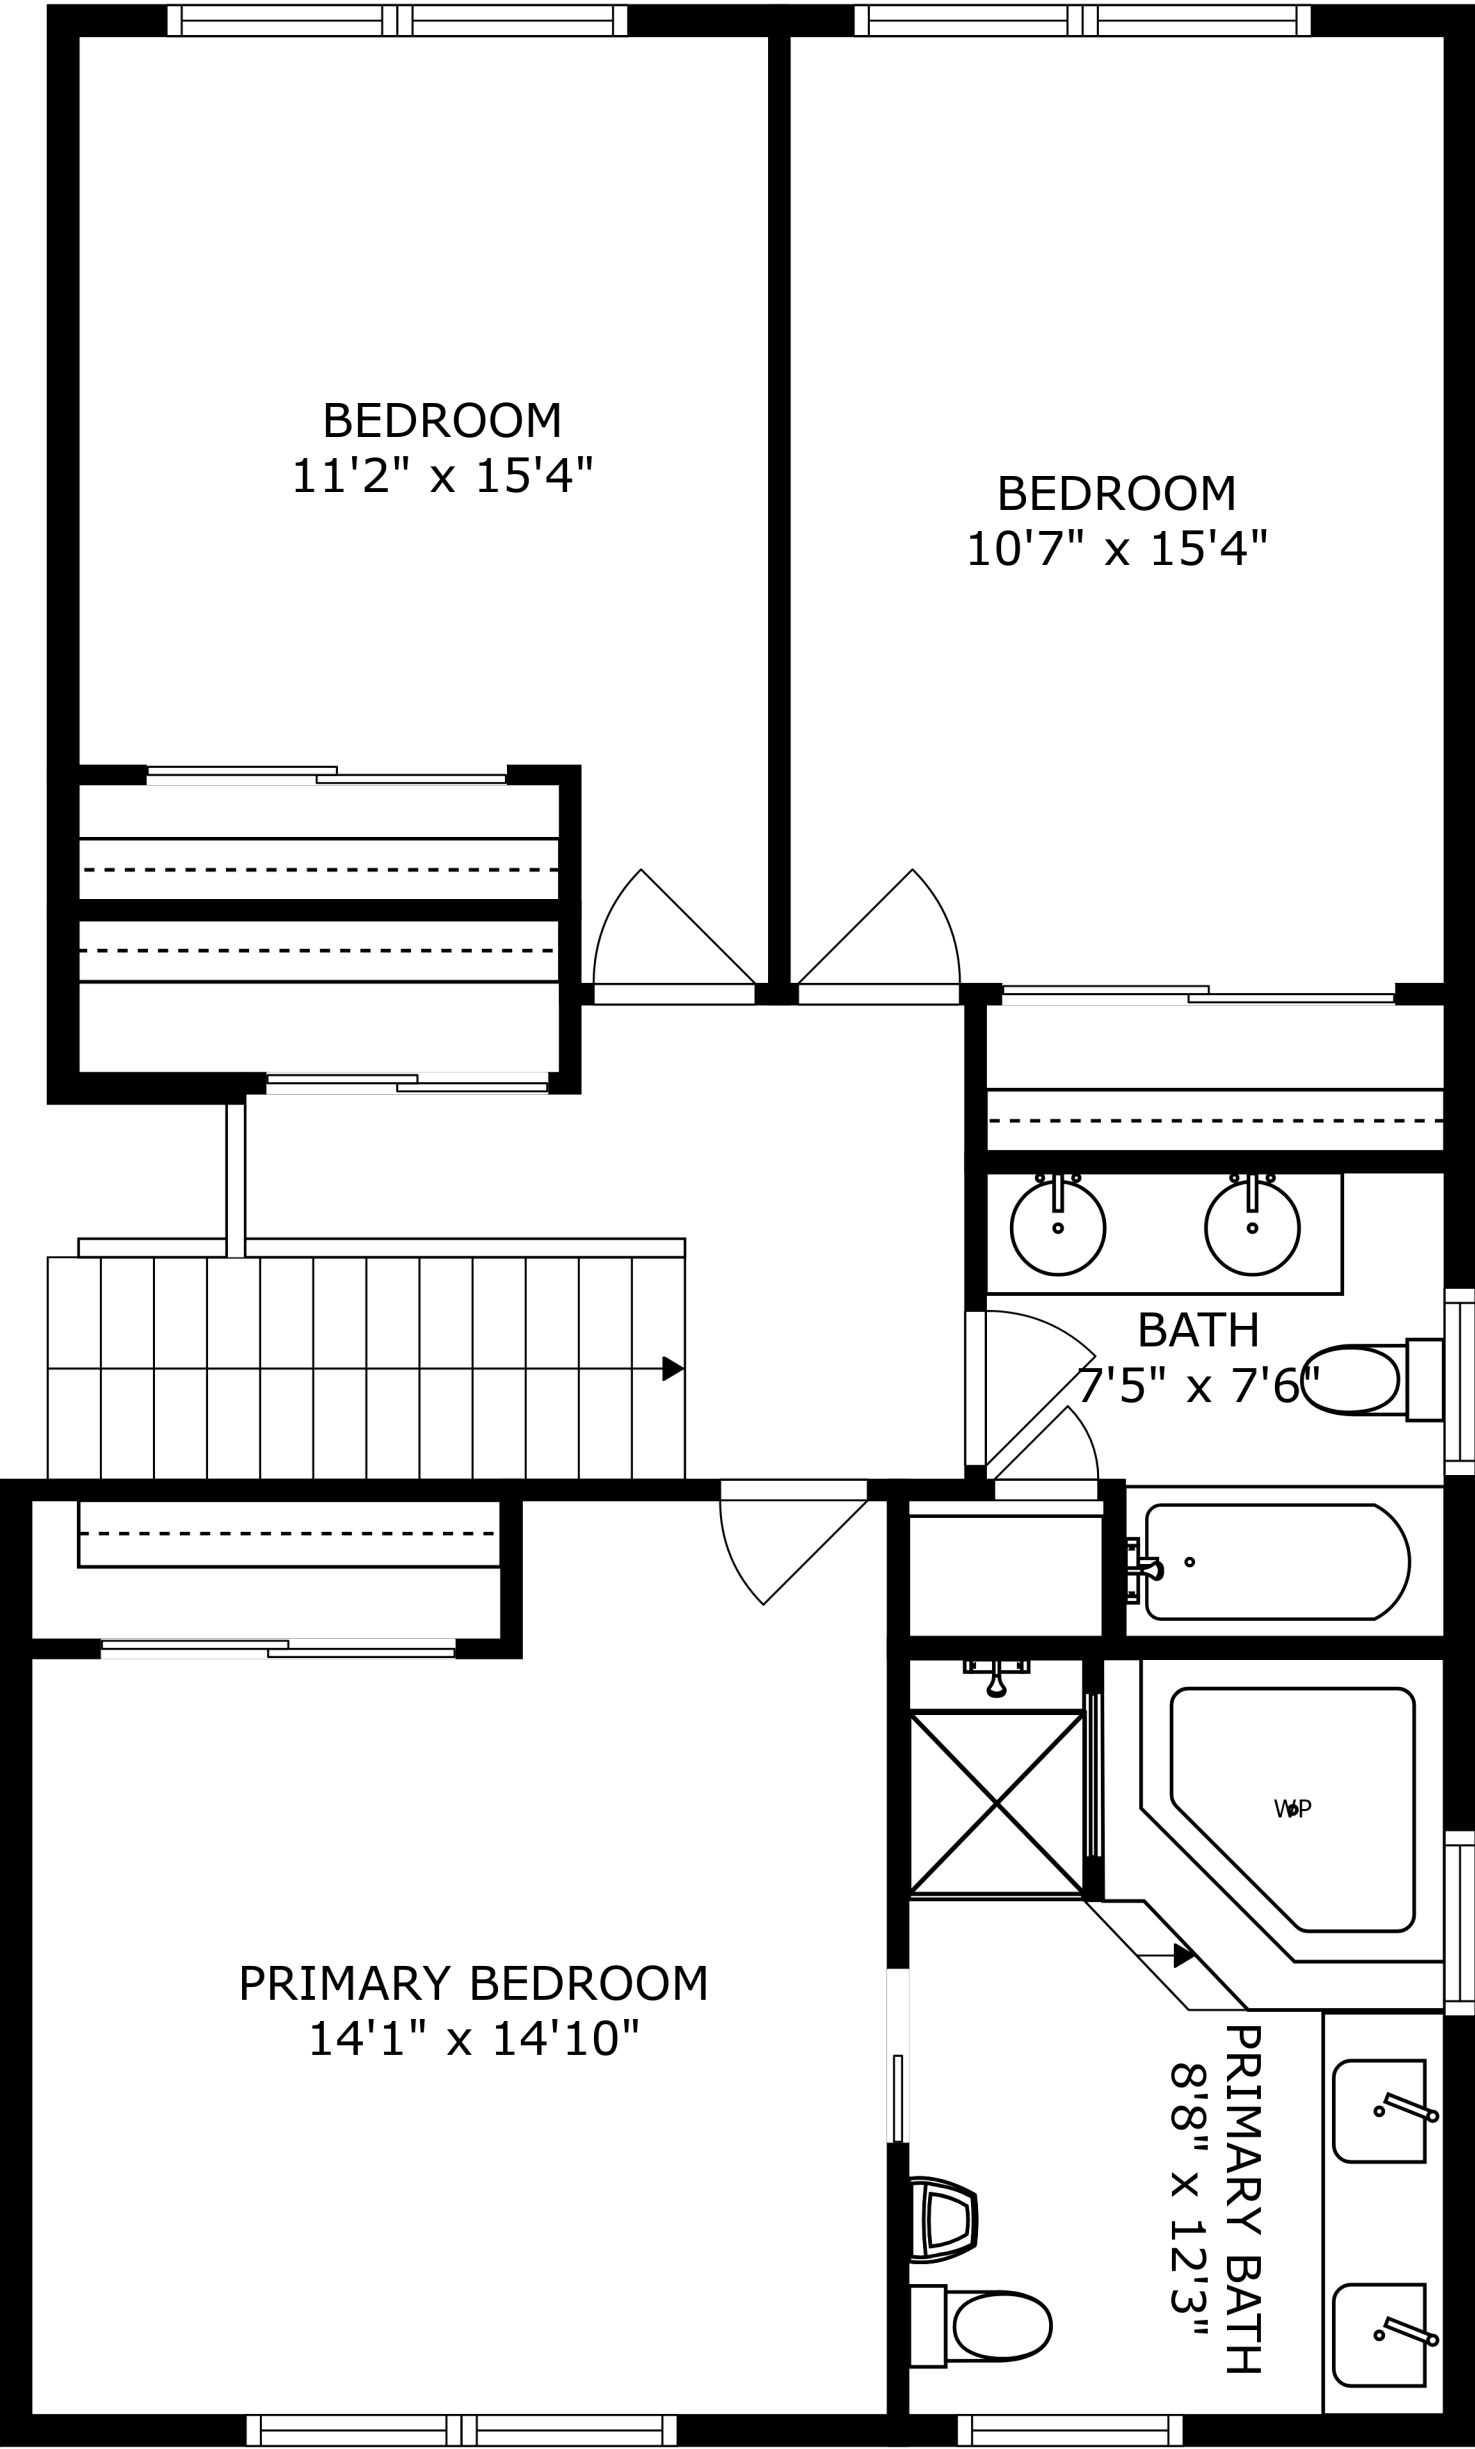 BEDROOM
11'2" x 15'4"
BEDROOM
10'7" x 15'4"
BATH
7'5" x 7'6"
WP
PRIMARY BEDROOM
14'1" x 14'10"
PRIMARY BATH
8'8" x 12'3"